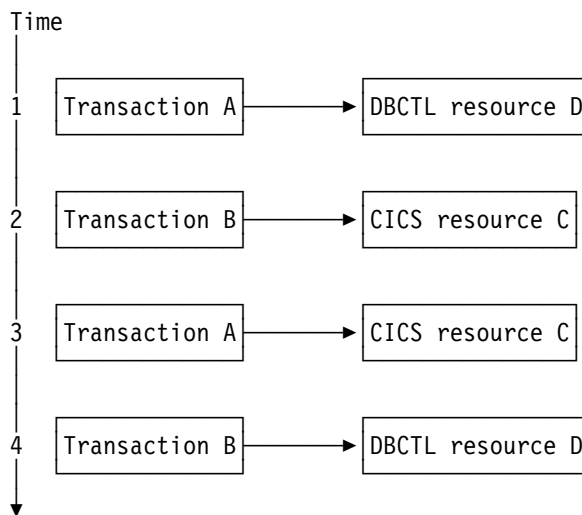 Time
1 Transaction A DBCTL resource D
2 Transaction B CICS resource C
3 Transaction A CICS resource C
4 Transaction B DBCTL resource D